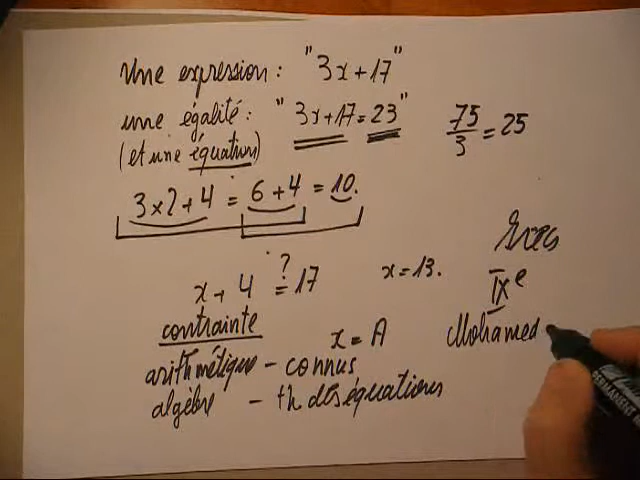 Une expression : "3x+17"
une égalité : "3x+17=23"
(et une équation)
75/3 = 25
3×2+4 = 6+4 = 10.
x+4 ?= 17
x=13.
contrainte
x = A
arithmétique - connus
algèbre - th des équations
IXe
Mohamed
PERMANENT